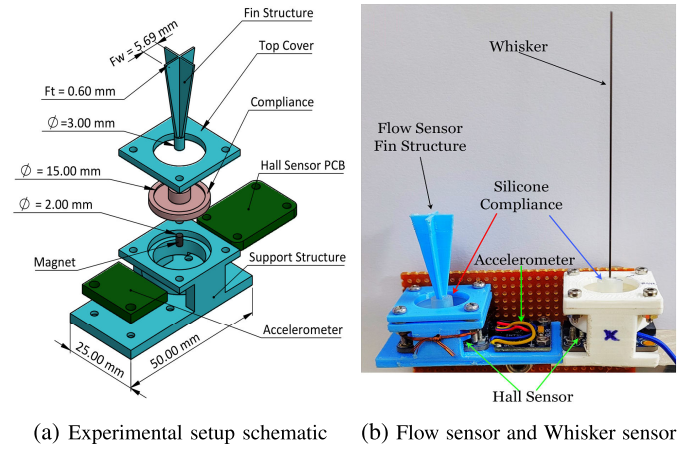 Fin Structure
Fw = 5.69 mm
Top Cover
Ft = 0.60 mm
Compliance
Ø=3.00 mm
Hall Sensor PCB
Ø = 15.00 mm
Ø = 2.00 mm
Magnet
Support Structure
Accelerometer
25.00 mm
50.00 mm
(a) Experimental setup schematic
Whisker
Flow Sensor
Fin Structure
Silicone
Compliance
Accelerometer
X
Hall Sensor
(b) Flow sensor and Whisker sensor